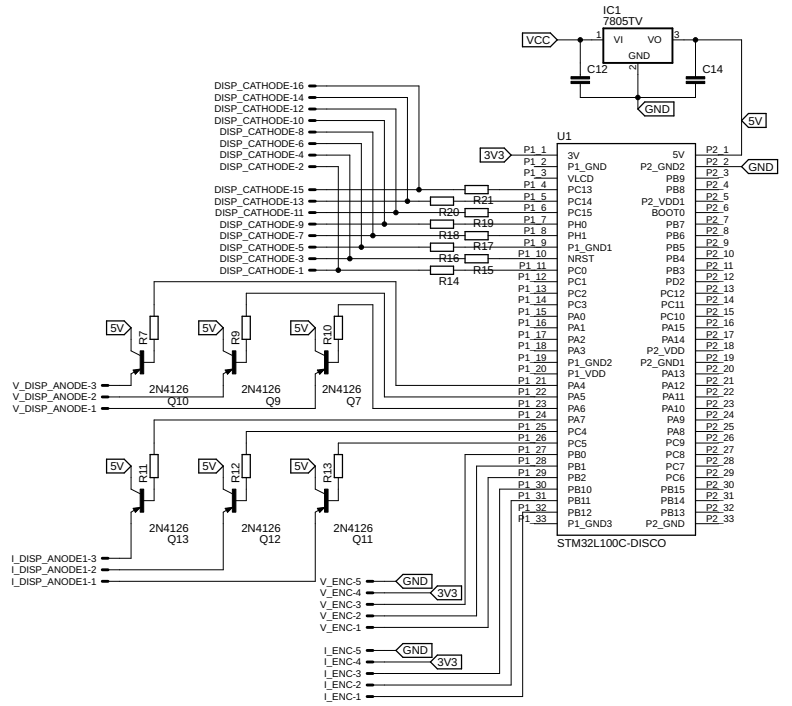 IC1
7805TV
VCC
1
VI
VO
3
GND
2
C12
C14
GND
5V
DISP_CATHODE-16
DISP_CATHODE-14
DISP_CATHODE-12
DISP_CATHODE-10
DISP_CATHODE-8
DISP_CATHODE-6
DISP_CATHODE-4
DISP_CATHODE-2
DISP_CATHODE-15
DISP_CATHODE-13
DISP_CATHODE-11
DISP_CATHODE-9
DISP_CATHODE-7
DISP_CATHODE-5
DISP_CATHODE-3
DISP_CATHODE-1
R21
R20
R19
R18
R17
R16
R15
R14
U1
3V3
GND
P1_1 3V 5V P2_1
P1_2 P1_GND P2_GND2 P2_2
P1_3 VLCD PB9 P2_3
P1_4 PC13 PB8 P2_4
P1_5 PC14 P2_VDD1 P2_5
P1_6 PC15 BOOT0 P2_6
P1_7 PH0 PB7 P2_7
P1_8 PH1 PB6 P2_8
P1_9 P1_GND1 PB5 P2_9
P1_10 NRST PB4 P2_10
P1_11 PC0 PB3 P2_11
P1_12 PC1 PD2 P2_12
P1_13 PC2 PC12 P2_13
P1_14 PC3 PC11 P2_14
P1_15 PA0 PC10 P2_15
P1_16 PA1 PA15 P2_16
P1_17 PA2 PA14 P2_17
P1_18 PA3 P2_VDD P2_18
P1_19 P1_GND2 P2_GND1 P2_19
P1_20 P1_VDD PA13 P2_20
P1_21 PA4 PA12 P2_21
P1_22 PA5 PA11 P2_22
P1_23 PA6 PA10 P2_23
P1_24 PA7 PA9 P2_24
P1_25 PC4 PA8 P2_25
P1_26 PC5 PC9 P2_26
P1_27 PB0 PC8 P2_27
P1_28 PB1 PC7 P2_28
P1_29 PB2 PC6 P2_29
P1_30 PB10 PB15 P2_30
P1_31 PB11 PB14 P2_31
P1_32 PB12 PB13 P2_32
P1_33 P1_GND3 P2_GND P2_33
STM32L100C-DISCO
5V
R7
5V
R9
5V
R10
V_DISP_ANODE-3
V_DISP_ANODE-2
V_DISP_ANODE-1
2N4126
Q10
2N4126
Q9
2N4126
Q7
5V
R11
5V
R12
5V
R13
2N4126
Q13
2N4126
Q12
2N4126
Q11
I_DISP_ANODE1-3
I_DISP_ANODE1-2
I_DISP_ANODE1-1
V_ENC-5 GND
V_ENC-4 3V3
V_ENC-3
V_ENC-2
V_ENC-1
I_ENC-5 GND
I_ENC-4 3V3
I_ENC-3
I_ENC-2
I_ENC-1